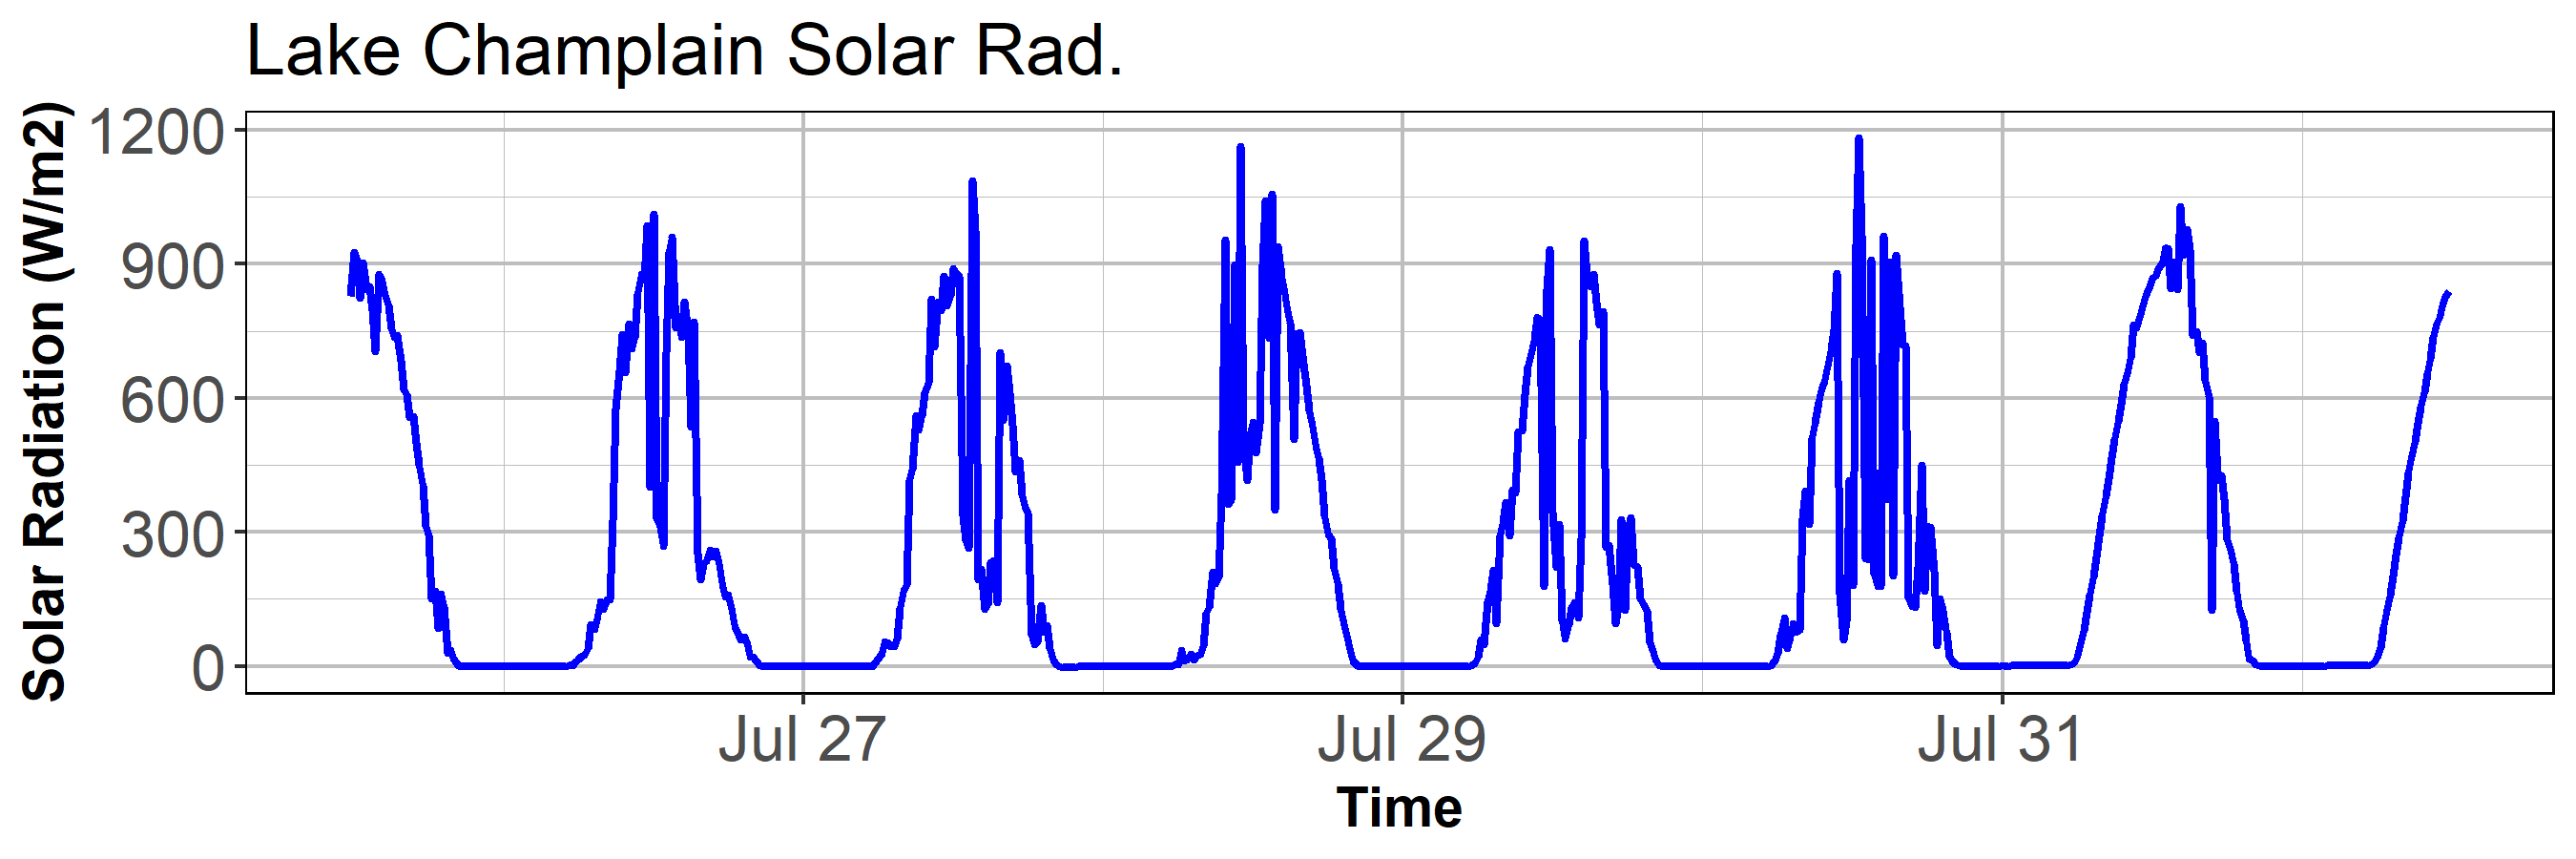 Lake Champlain Solar Rad.
Solar Radiation (W/m2)
1200
900
600
300
0
Jul 27
Jul 29
Jul 31
Time